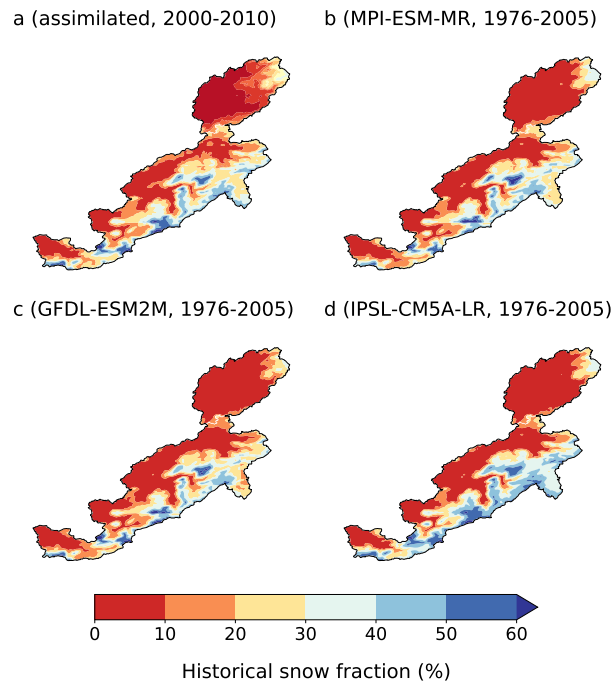 a (assimilated, 2000-2010)
b (MPI-ESM-MR, 1976-2005)
c (GFDL-ESM2M, 1976-2005)
d (IPSL-CM5A-LR, 1976-2005)
0 10 20 30 40 50 60
Historical snow fraction (%)